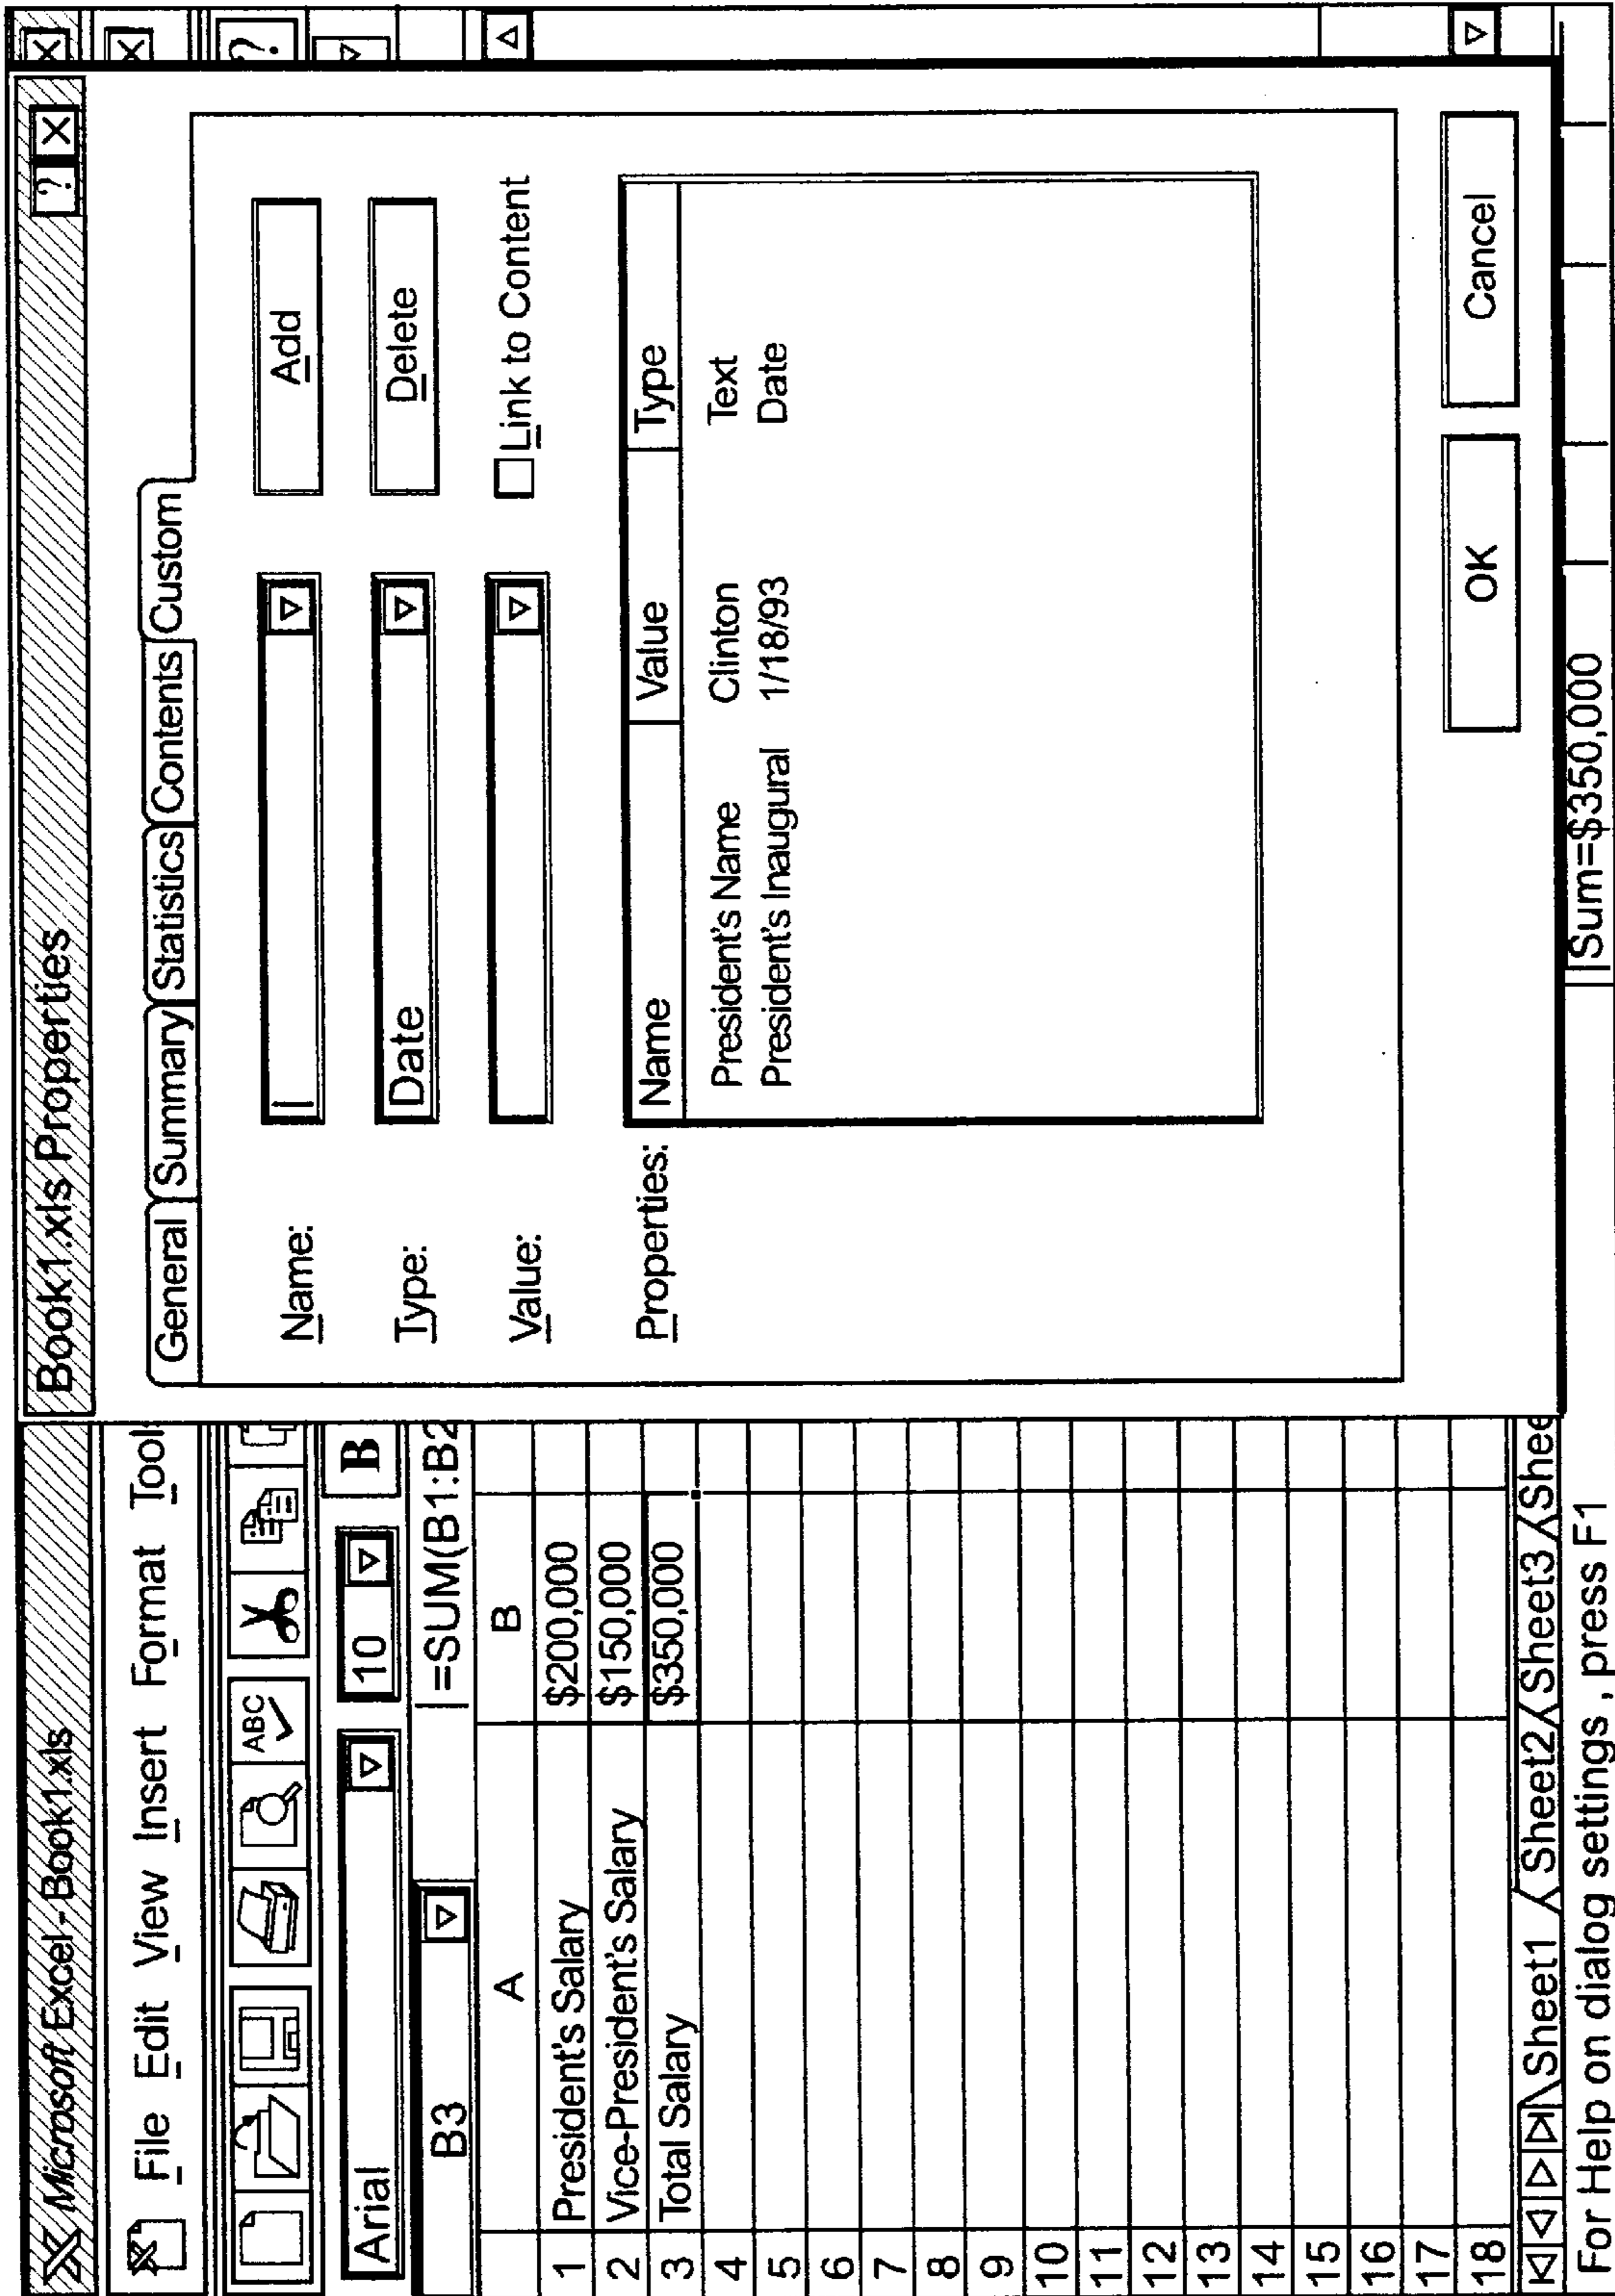 Microsoft Excel - Book1.xls
File Edit View Insert Format Tool
ABC
Arial 10 B
B3 =SUM(B1:B2
A B
1 President's Salary $200,000
2 Vice-President's Salary $150,000
3 Total Salary $350,000
4
5
6
7
8
9
10
11
12
13
14
15
16
17
18
Sheet1 Sheet2 Sheet3 Shee
For Help on dialog settings , press F1
Sum=$350,000
Book1.xls Properties ? X
General Summary Statistics Contents Custom
Name: Add
Type: Date Delete
Value: Link to Content
Properties: Name Value Type
President's Name Clinton Text
President's Inaugural 1/18/93 Date
OK Cancel
X
X
?